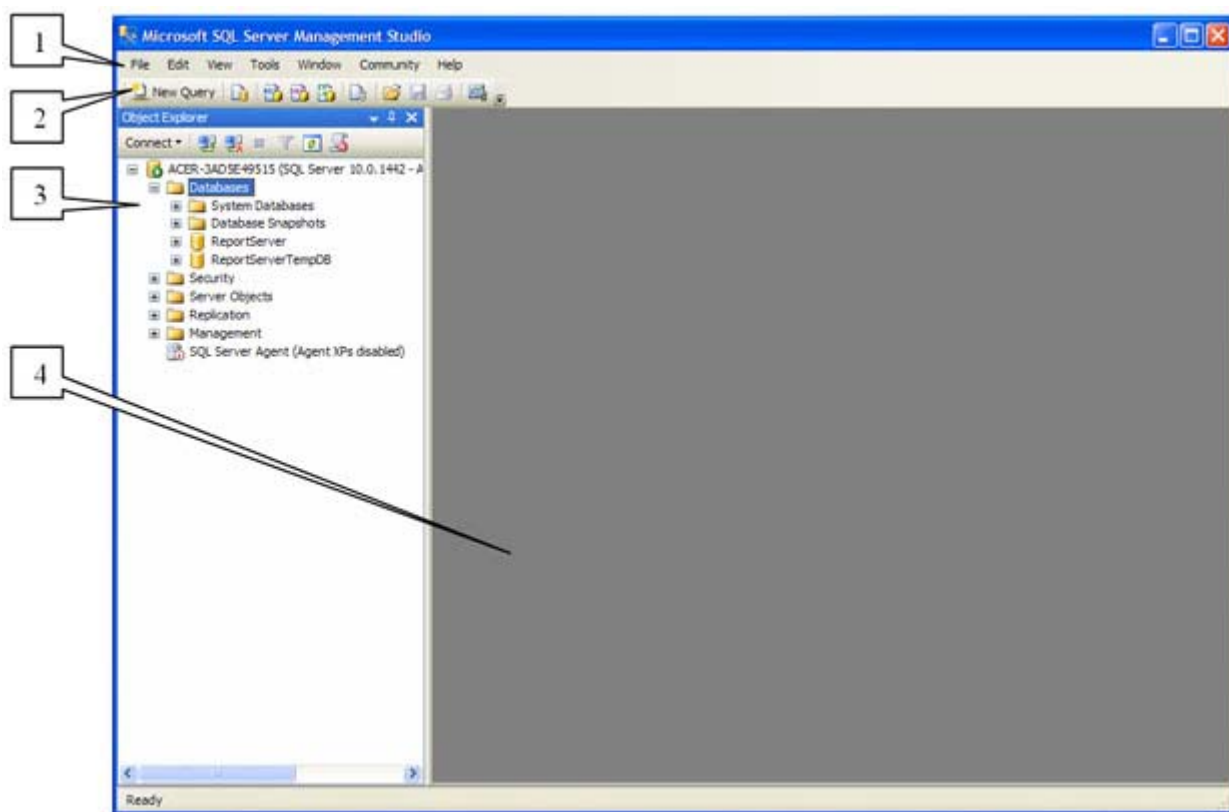 1
Microsoft SQL Server Management Studio
File Edit View Tools Window Community Help
2
New Query
Object Explorer
Connect
3
ACER-3AD5E49515 (SQL Server 10.0.1442 - A
Databases
System Databases
Database Snapshots
ReportServer
ReportServerTempDB
Security
Server Objects
Replication
Management
SQL Server Agent (Agent XPs disabled)
4
Ready